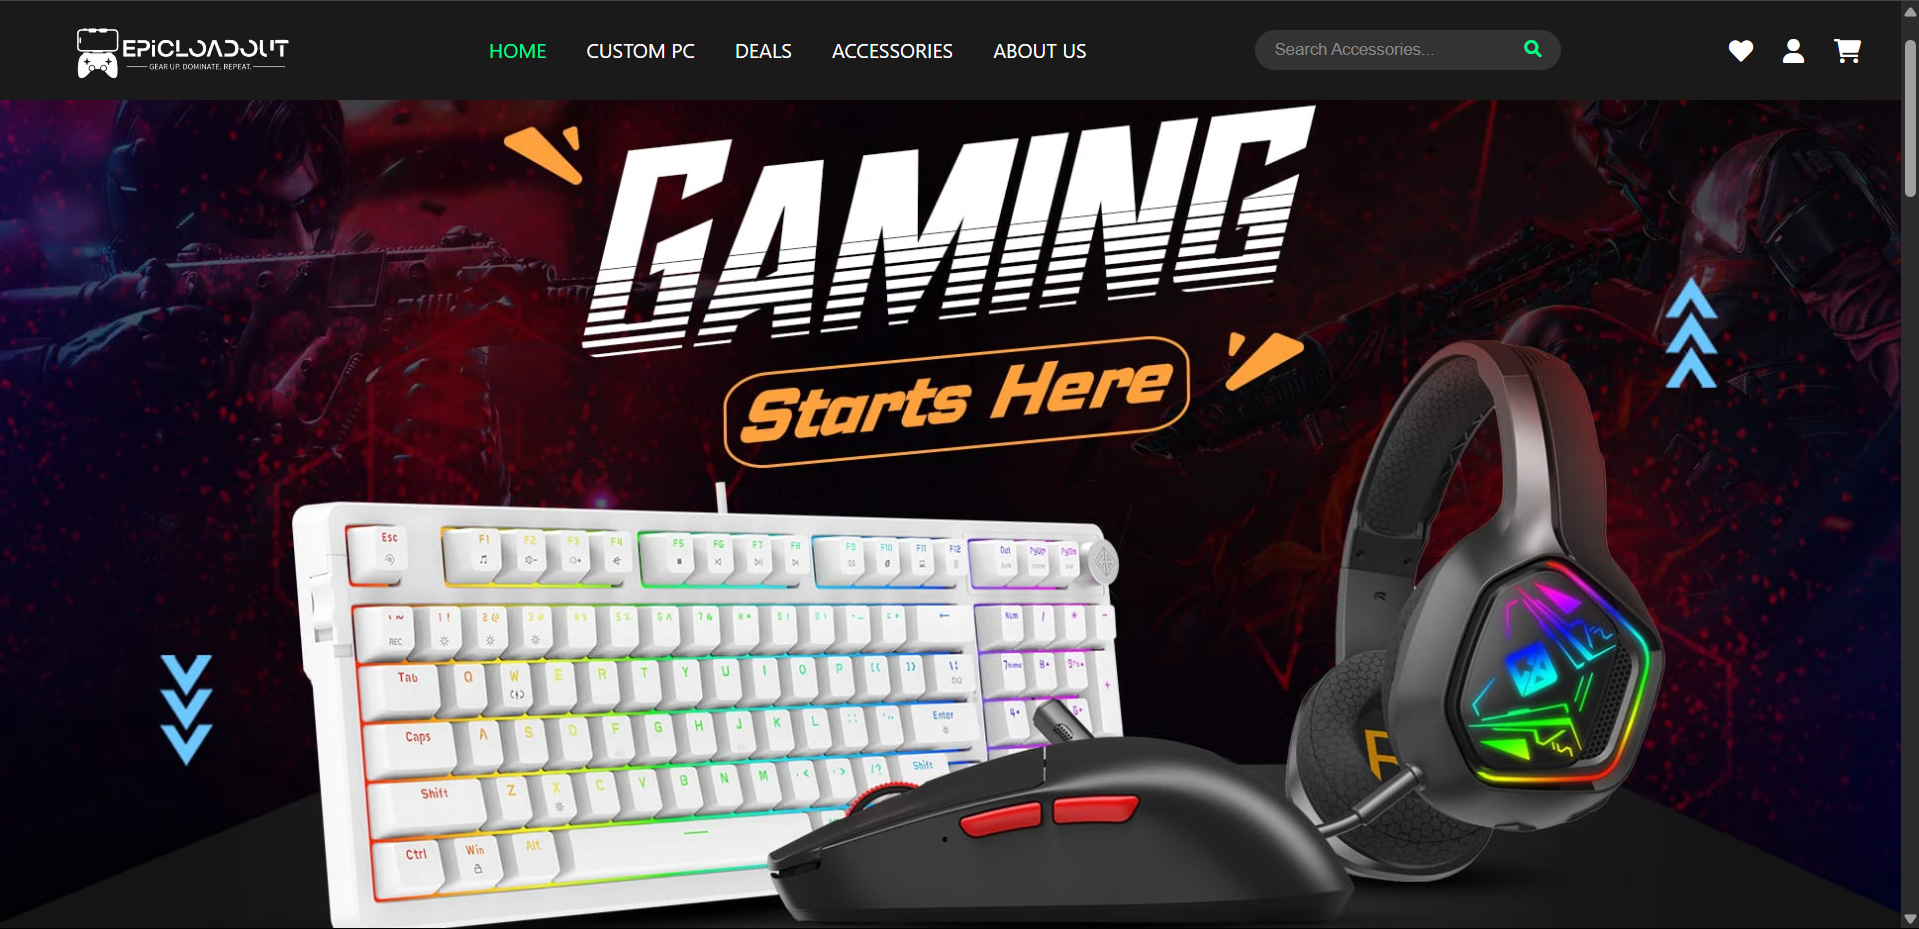 EPiCLOADOUT
GEAR UP. DOMINATE. REPEAT.
HOME
CUSTOM PC
DEALS
ACCESSORIES
ABOUT US
Search Accessories...
GAMING
Starts Here
Esc F1 F2 F3 F4 F5 F6 F7 F8 F9 F10 F11 F12 Del PgUp PgDn
REC
Num / * -
Tab Q W E R T Y U I O P
+
Caps A S D F G H J K L Enter
Shift Z X C V B N M Shift
Ctrl Win Alt